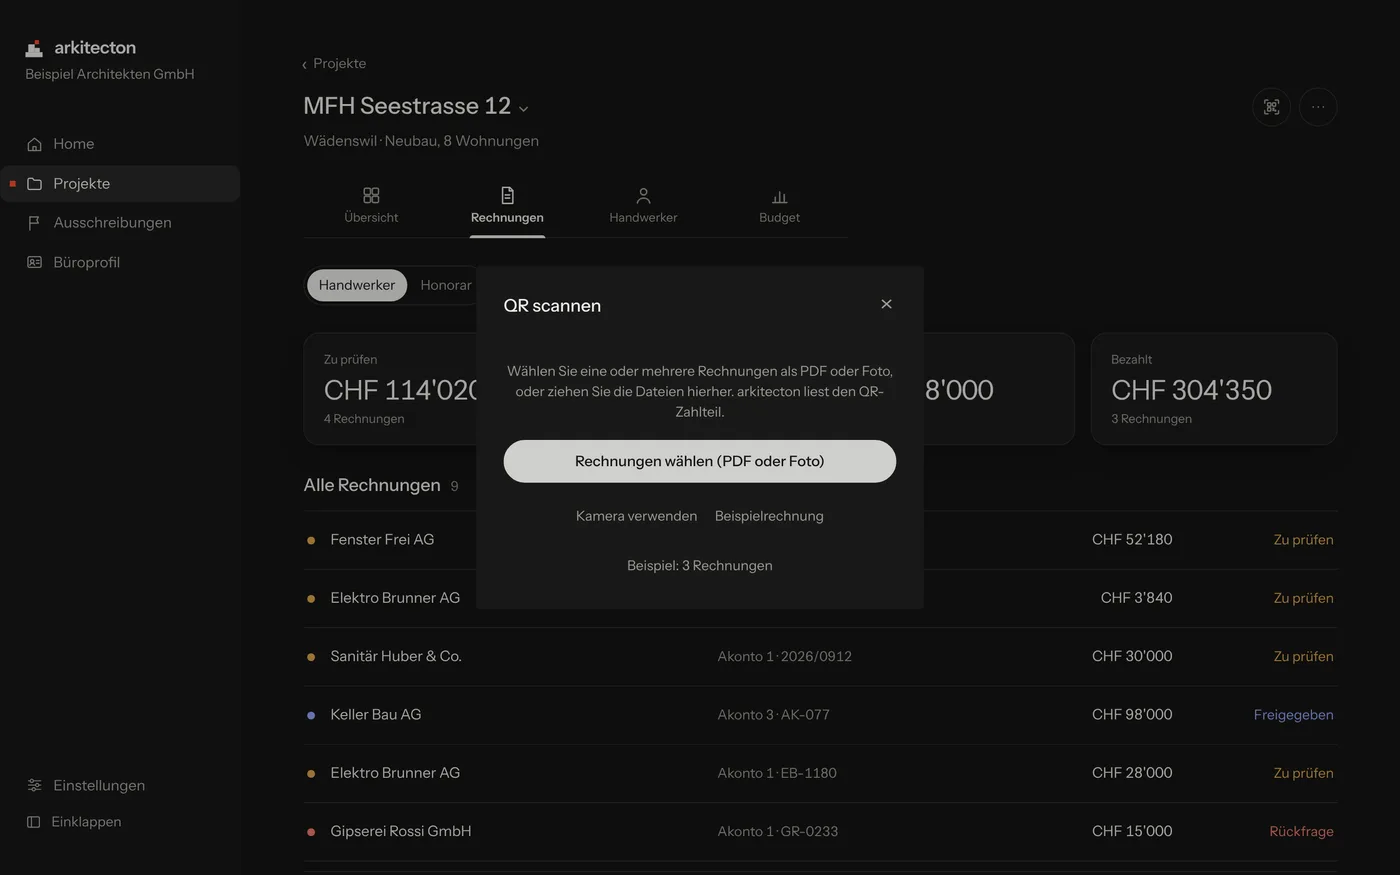 arkitecton
Beispiel Architekten GmbH
Home
Projekte
Ausschreibungen
Büroprofil
Einstellungen
Einklappen
‹ Projekte
MFH Seestrasse 12
Wädenswil · Neubau, 8 Wohnungen
Übersicht
Rechnungen
Handwerker
Budget
Handwerker
Honorar
Zu prüfen
CHF 114'020
4 Rechnungen
8'000
Bezahlt
CHF 304'350
3 Rechnungen
QR scannen
Wählen Sie eine oder mehrere Rechnungen als PDF oder Foto,
oder ziehen Sie die Dateien hierher. arkitecton liest den QR-
Zahlteil.
Rechnungen wählen (PDF oder Foto)
Kamera verwenden Beispielrechnung
Beispiel: 3 Rechnungen
Alle Rechnungen 9
Fenster Frei AG CHF 52'180 Zu prüfen
Elektro Brunner AG CHF 3'840 Zu prüfen
Sanitär Huber & Co. Akonto 1 · 2026/0912 CHF 30'000 Zu prüfen
Keller Bau AG Akonto 3 · AK-077 CHF 98'000 Freigegeben
Elektro Brunner AG Akonto 1 · EB-1180 CHF 28'000 Zu prüfen
Gipserei Rossi GmbH Akonto 1 · GR-0233 CHF 15'000 Rückfrage